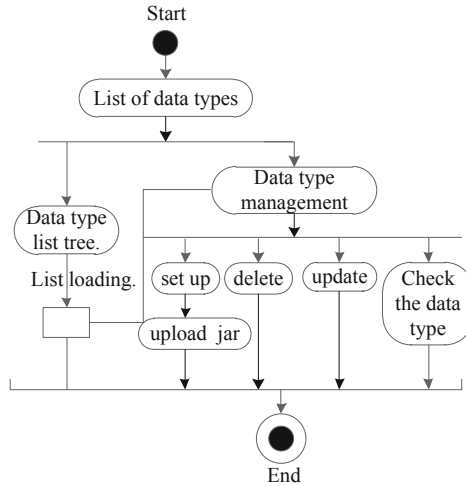 Start
List of data types
Data type
management
Data type
list tree.
List loading.
set up
delete
update
Check
the data
type
upload jar
End